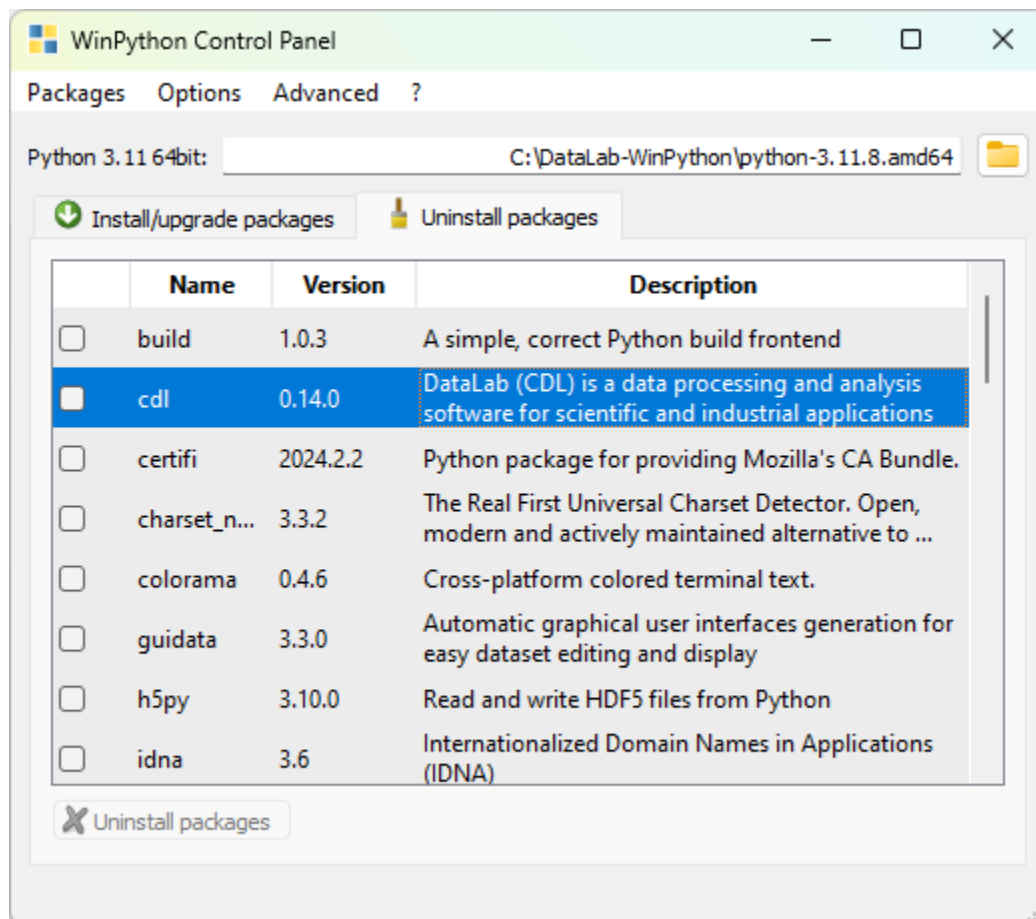 WinPython Control Panel
Packages Options Advanced ?
Python 3.11 64bit: C:\DataLab-WinPython\python-3.11.8.amd64
Install/upgrade packages Uninstall packages
Name Version Description
build 1.0.3 A simple, correct Python build frontend
cdl 0.14.0 DataLab (CDL) is a data processing and analysis
software for scientific and industrial applications
certifi 2024.2.2 Python package for providing Mozilla's CA Bundle.
charset_n... 3.3.2 The Real First Universal Charset Detector. Open,
modern and actively maintained alternative to ...
colorama 0.4.6 Cross-platform colored terminal text.
guidata 3.3.0 Automatic graphical user interfaces generation for
easy dataset editing and display
h5py 3.10.0 Read and write HDF5 files from Python
idna 3.6 Internationalized Domain Names in Applications
(IDNA)
Uninstall packages